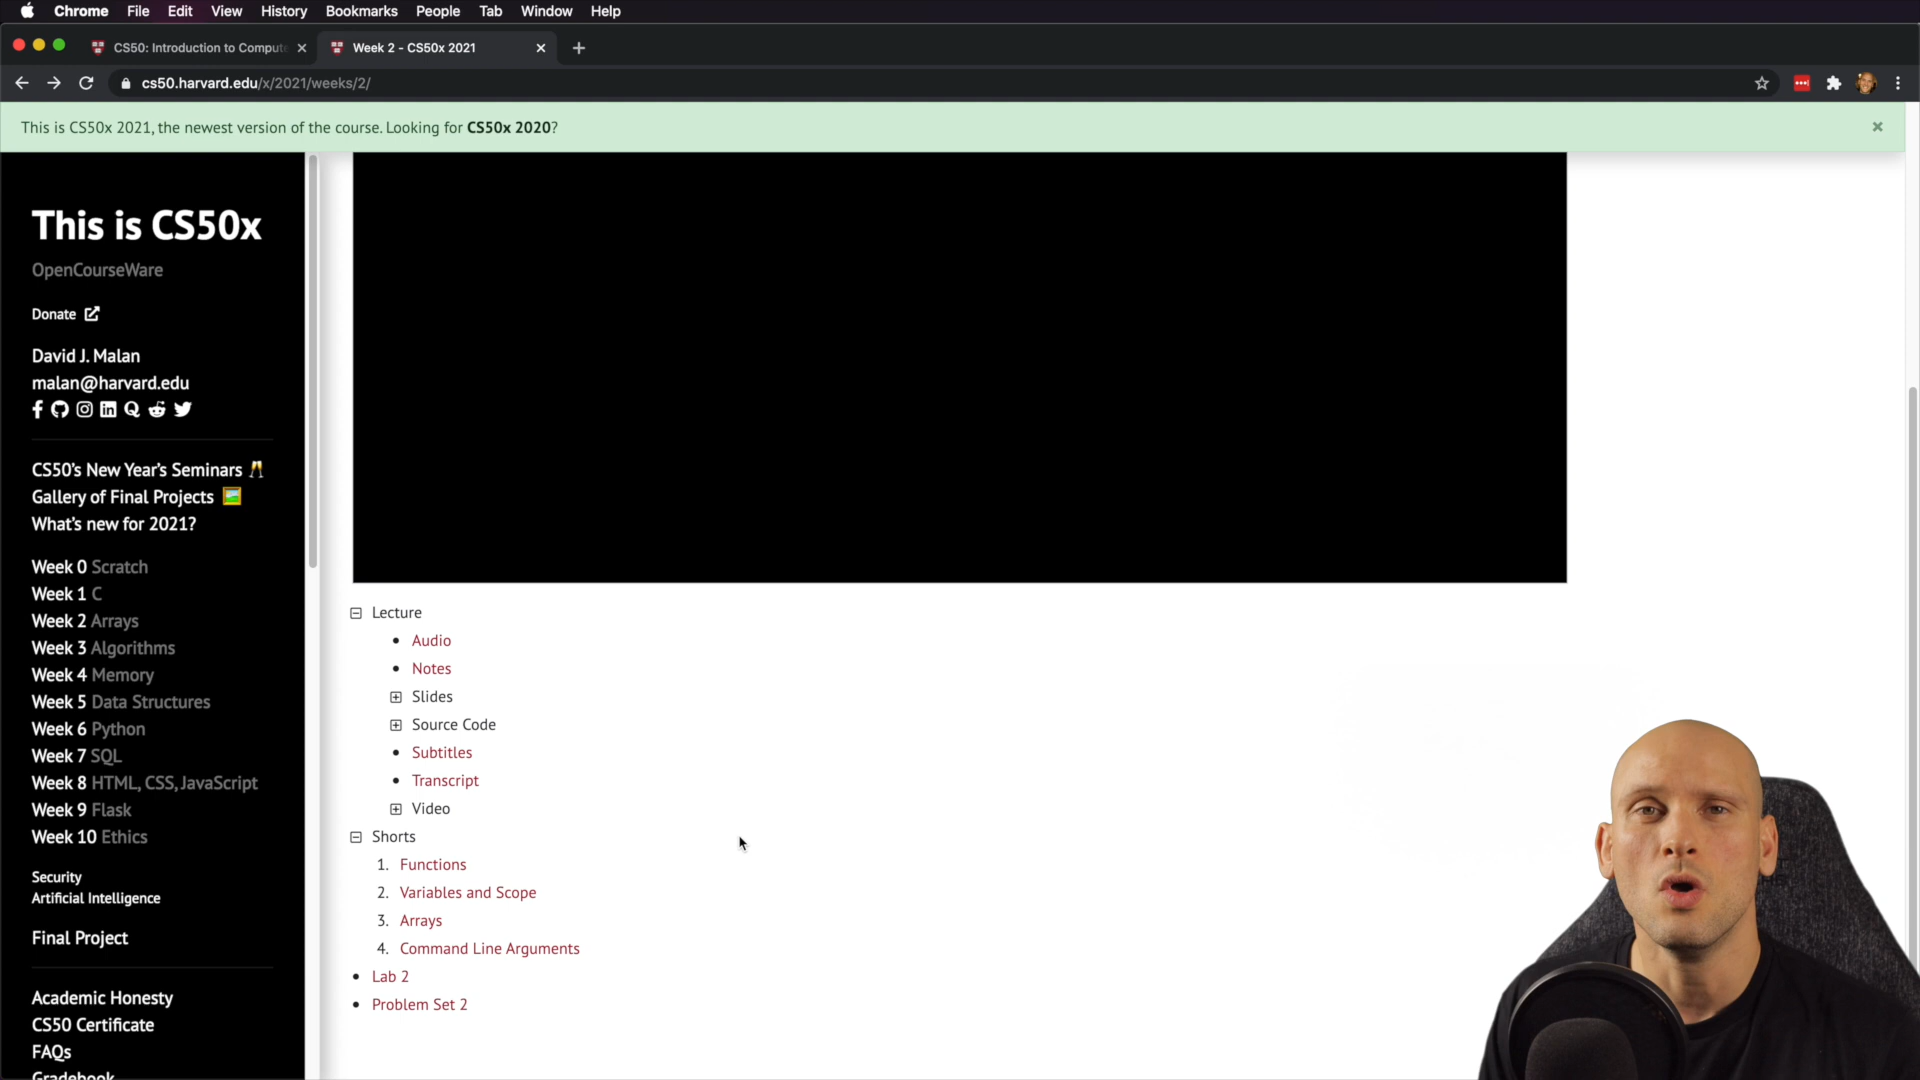 Chrome File Edit View History Bookmarks People Tab Window Help
CS50: Introduction to Compute
Week 2 - CS50x 2021
cs50.harvard.edu/x/2021/weeks/2/
This is CS50x 2021, the newest version of the course. Looking for CS50x 2020?
This is CS50x
OpenCourseWare
Donate
David J. Malan
malan@harvard.edu
CS50's New Year's Seminars 🥂
Gallery of Final Projects 🖼️
What's new for 2021?
Week 0 Scratch
Week 1 C
Week 2 Arrays
Week 3 Algorithms
Week 4 Memory
Week 5 Data Structures
Week 6 Python
Week 7 SQL
Week 8 HTML, CSS, JavaScript
Week 9 Flask
Week 10 Ethics
Security
Artificial Intelligence
Final Project
Academic Honesty
CS50 Certificate
FAQs
Gradebook
Lecture
Audio
Notes
Slides
Source Code
Subtitles
Transcript
Video
Shorts
1. Functions
2. Variables and Scope
3. Arrays
4. Command Line Arguments
Lab 2
Problem Set 2